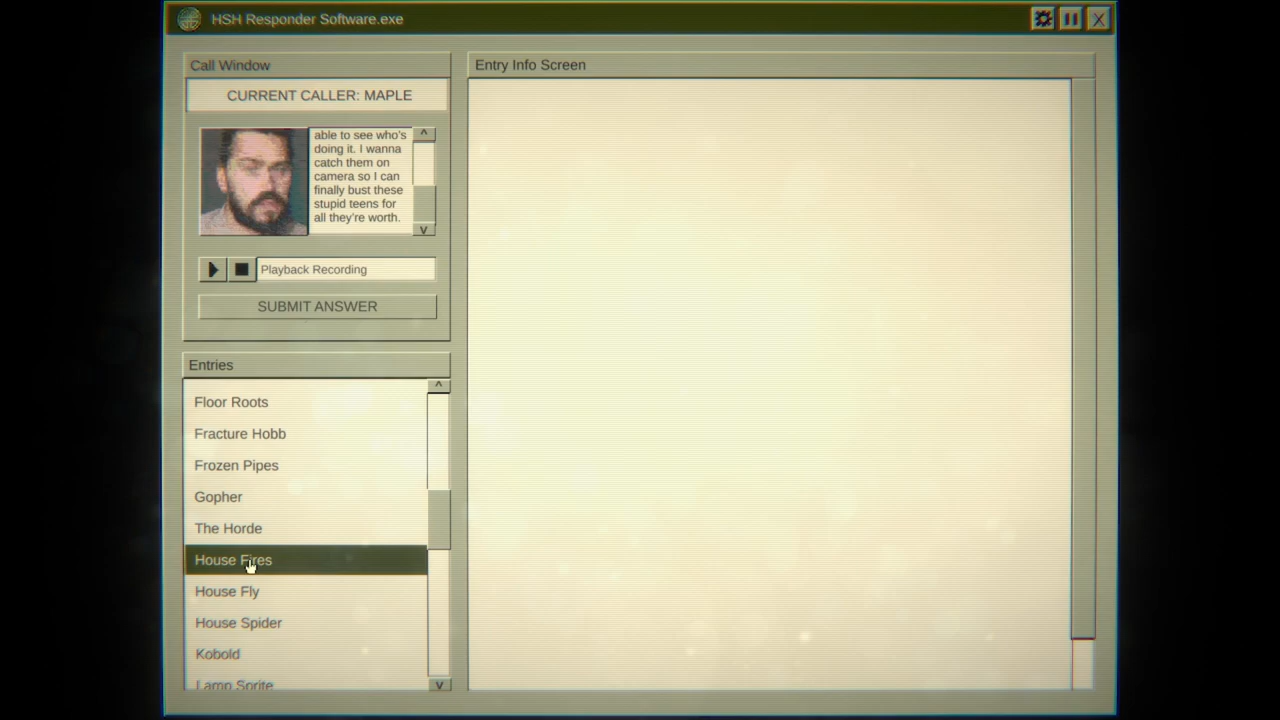 HSH Responder Software.exe
Call Window
CURRENT CALLER: MAPLE
able to see who's
doing it. I wanna
catch them on
camera so I can
finally bust these
stupid teens for
all they're worth.
Playback Recording
SUBMIT ANSWER
Entries
Floor Roots
Fracture Hobb
Frozen Pipes
Gopher
The Horde
House Fires
House Fly
House Spider
Kobold
Lamp Sprite
Entry Info Screen